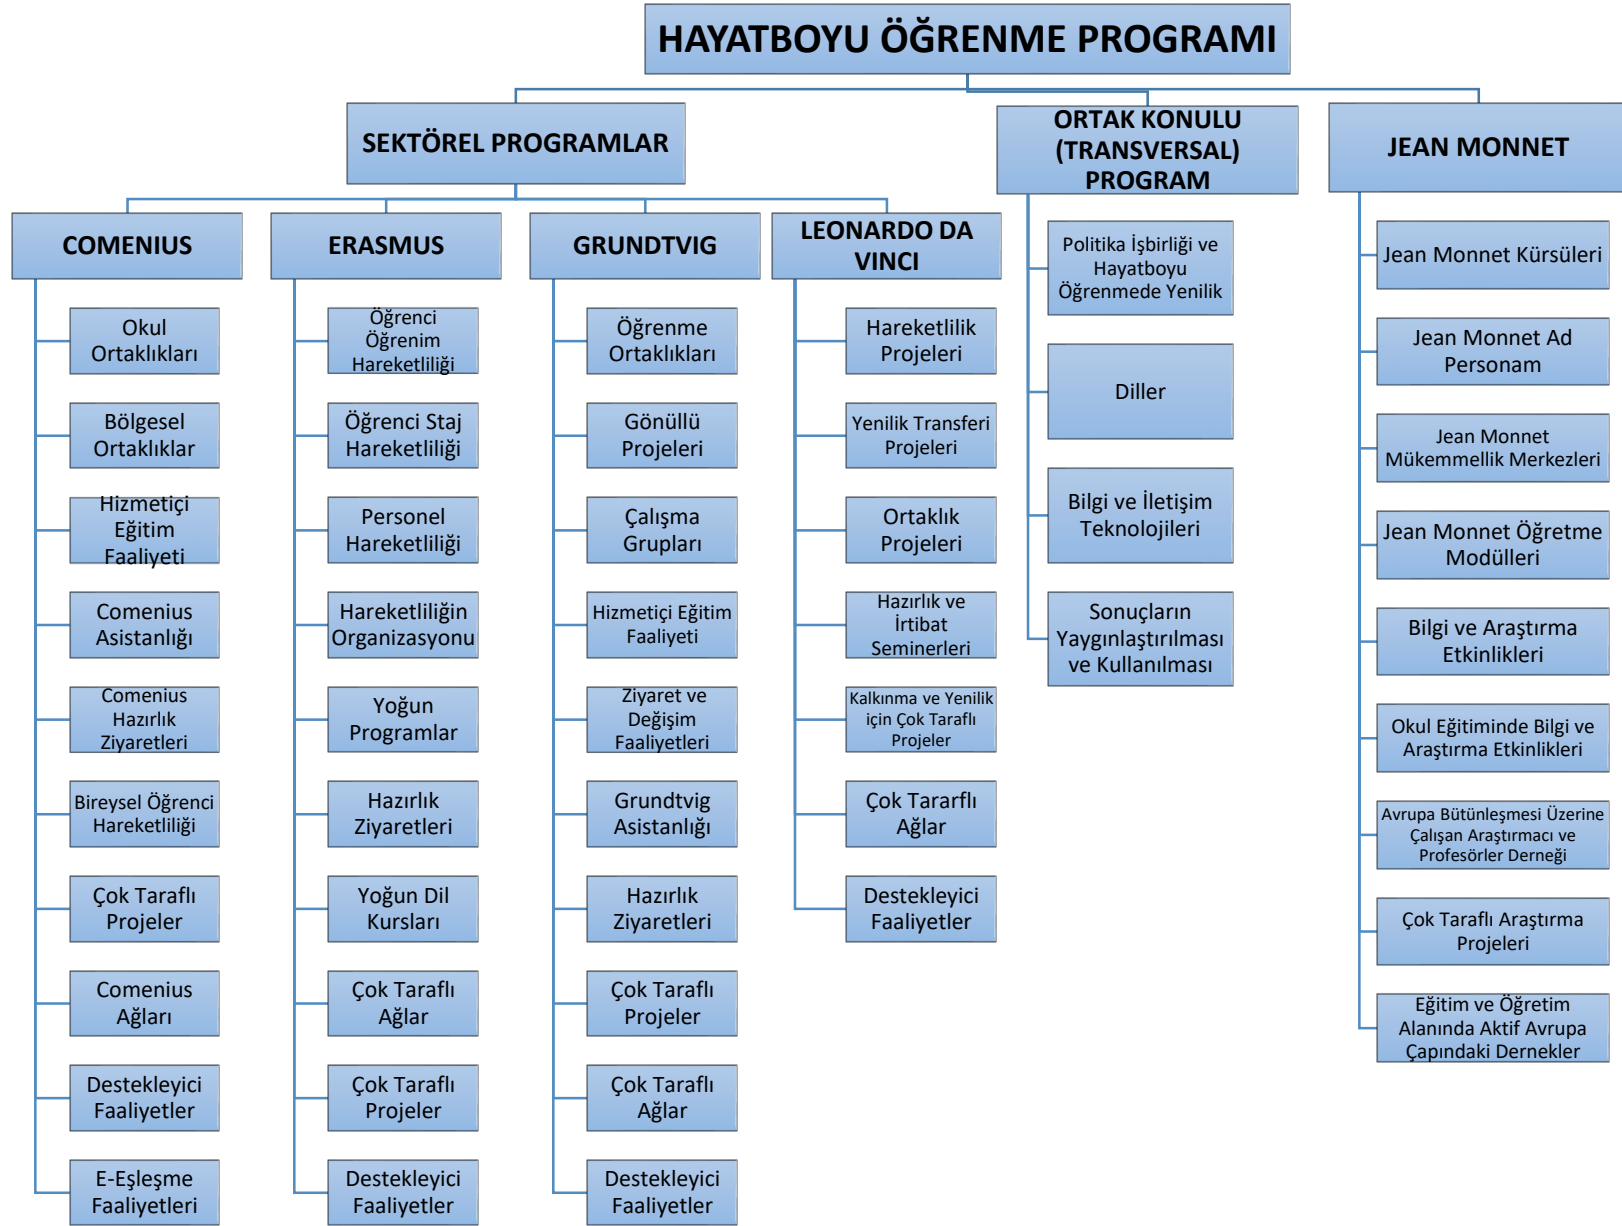 HAYATBOYU ÖĞRENME PROGRAMI
SEKTÖREL PROGRAMLAR
ORTAK KONULU
(TRANSVERSAL)
PROGRAM
JEAN MONNET
COMENIUS
ERASMUS
GRUNDTVIG
LEONARDO DA
VINCI
Okul
Ortaklıkları
Bölgesel
Ortaklıklar
Hizmetiçi
Eğitim
Faaliyeti
Comenius
Asistanlığı
Comenius
Hazırlık
Ziyaretleri
Bireysel Öğrenci
Hareketliliği
Çok Taraflı
Projeler
Comenius
Ağları
Destekleyici
Faaliyetler
E-Eşleşme
Faaliyetleri
Öğrenci
Öğrenim
Hareketliliği
Öğrenci Staj
Hareketliliği
Personel
Hareketliliği
Hareketliliğin
Organizasyonu
Yoğun
Programlar
Hazırlık
Ziyaretleri
Yoğun Dil
Kursları
Çok Taraflı
Ağlar
Çok Taraflı
Projeler
Destekleyici
Faaliyetler
Öğrenme
Ortaklıkları
Gönüllü
Projeleri
Çalışma
Grupları
Hizmetiçi Eğitim
Faaliyeti
Ziyaret ve
Değişim
Faaliyetleri
Grundtvig
Asistanlığı
Hazırlık
Ziyaretleri
Çok Taraflı
Projeler
Çok Taraflı
Ağlar
Destekleyici
Faaliyetler
Hareketlilik
Projeleri
Yenilik Transferi
Projeleri
Ortaklık
Projeleri
Hazırlık ve
İrtibat
Seminerleri
Kalkınma ve Yenilik
için Çok Taraflı
Projeler
Çok Tararflı
Ağlar
Destekleyici
Faaliyetler
Politika İşbirliği ve
Hayatboyu
Öğrenmede Yenilik
Diller
Bilgi ve İletişim
Teknolojileri
Sonuçların
Yaygınlaştırılması
ve Kullanılması
Jean Monnet Kürsüleri
Jean Monnet Ad
Personam
Jean Monnet
Mükemmellik Merkezleri
Jean Monnet Öğretme
Modülleri
Bilgi ve Araştırma
Etkinlikleri
Okul Eğitiminde Bilgi ve
Araştırma Etkinlikleri
Avrupa Bütünleşmesi Üzerine
Çalışan Araştırmacı ve
Profesörler Derneği
Çok Taraflı Araştırma
Projeleri
Eğitim ve Öğretim
Alanında Aktif Avrupa
Çapındaki Dernekler